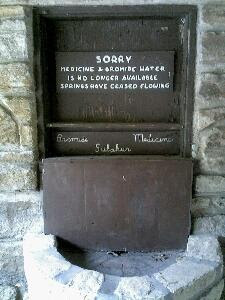 SORRY
MEDICINE & BROMIDE WATER
IS NO LONGER AVAILABLE
SPRINGS HAVE CEASED FLOWING
Bromide Medicine
Sulphur